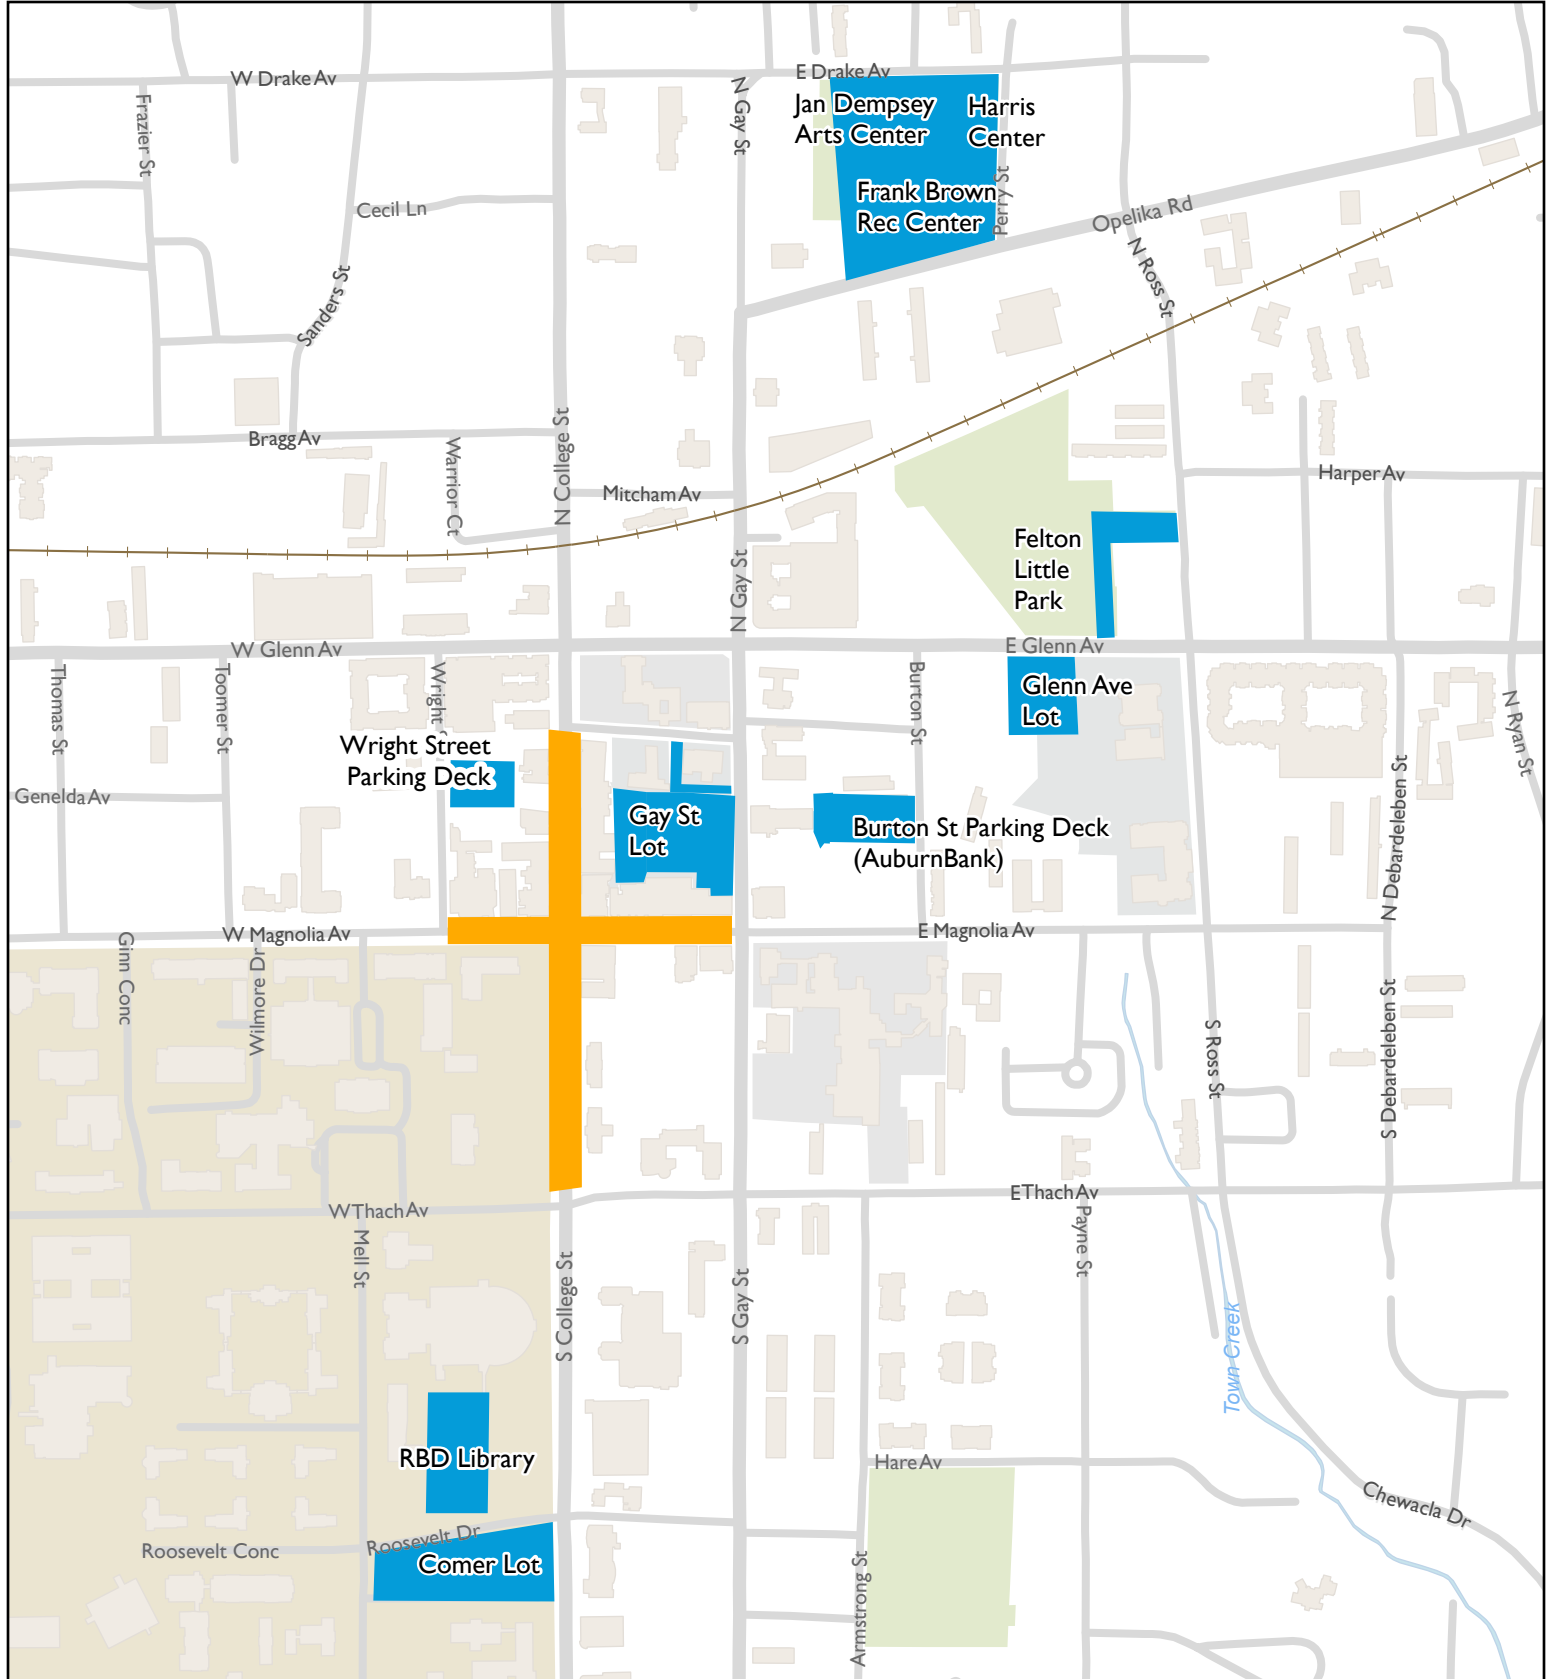 W Drake Av
E Drake Av
Frazier St
N Gay St
Jan Dempsey
Arts Center
Harris
Center
Frank Brown
Rec Center
Perry St
Cecil Ln
Opelika Rd
Sanders St
N Ross St
Bragg Av
Warrior Ct
N College St
Mitcham Av
Harper Av
Felton
Little
Park
N Gay St
W Glenn Av
E Glenn Av
Thomas St
Toomer St
Wright
Burton St
Glenn Ave
Lot
N Ryan St
Wright Street
Parking Deck
Genelda Av
Gay St
Lot
Burton St Parking Deck
(AuburnBank)
N Debardeleben St
W Magnolia Av
E Magnolia Av
Ginn Conc
Wilmore Dr
S Ross St
S Debardeleben St
W Thach Av
E Thach Av
Mell St
Payne St
S College St
S Gay St
Town Creek
RBD Library
Hare Av
Chewacla Dr
Roosevelt Dr
Roosevelt Conc
Comer Lot
Armstrong St